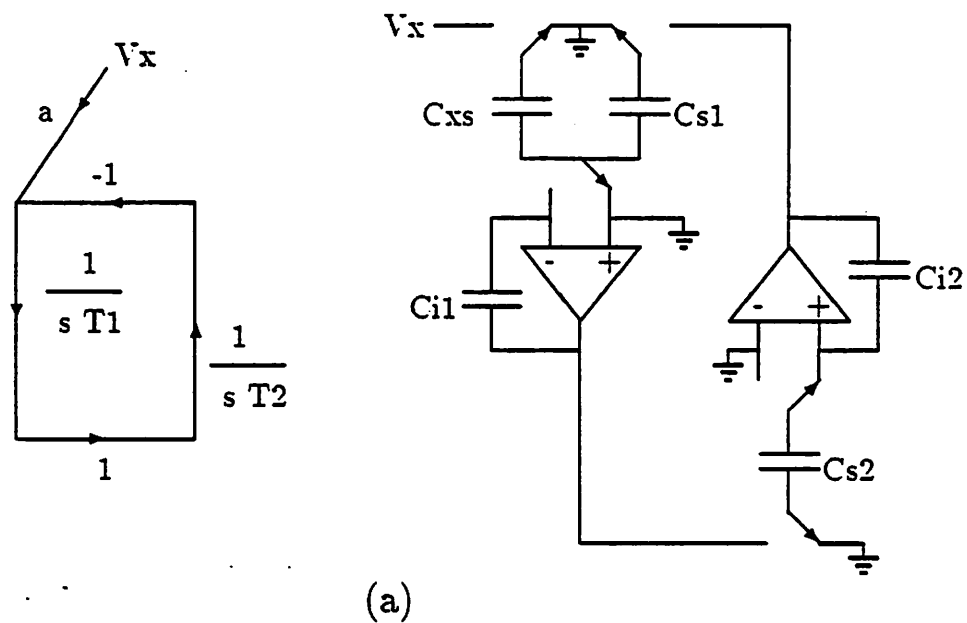 Vx
a
-1
1
s T1
1
s T2
1
Vx
Cxs
Cs1
- +
Ci1
- +
Ci2
Cs2
(a)